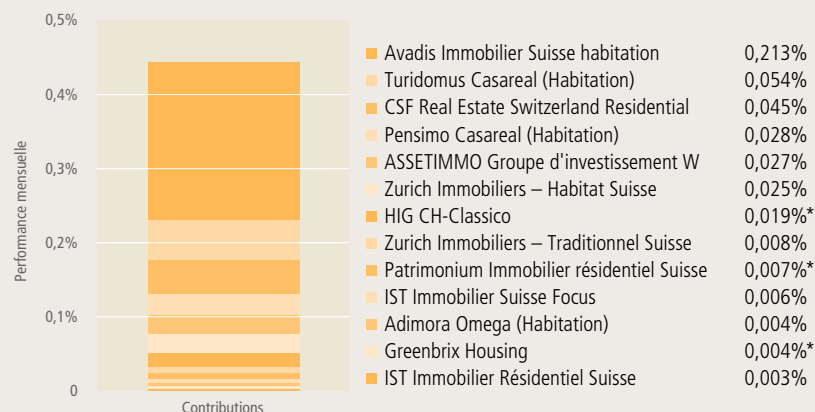 0,5%
0,4%
0,3%
0,2%
0,1%
0
Performance mensuelle
Contributions
Avadis Immobilier Suisse habitation 0,213%
Turidomus Casareal (Habitation) 0,054%
CSF Real Estate Switzerland Residential 0,045%
Pensimo Casareal (Habitation) 0,028%
ASSETIMMO Groupe d'investissement W 0,027%
Zurich Immobiliers – Habitat Suisse 0,025%
HIG CH-Classico 0,019%*
Zurich Immobiliers – Traditionnel Suisse 0,008%
Patrimonium Immobilier résidentiel Suisse 0,007%*
IST Immobilier Suisse Focus 0,006%
Adimora Omega (Habitation) 0,004%
Greenbrix Housing 0,004%*
IST Immobilier Résidentiel Suisse 0,003%